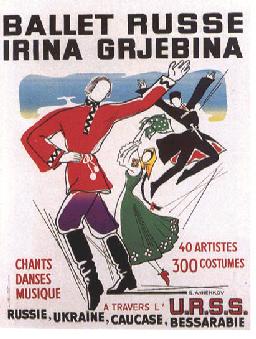 BALLET RUSSE
IRINA GRJEBINA
40 ARTISTES
300 COSTUMES
CHANTS
DANSES
MUSIQUE
A TRAVERS L'U.R.S.S.
RUSSIE, UKRAINE, CAUCASE, BESSARABIE